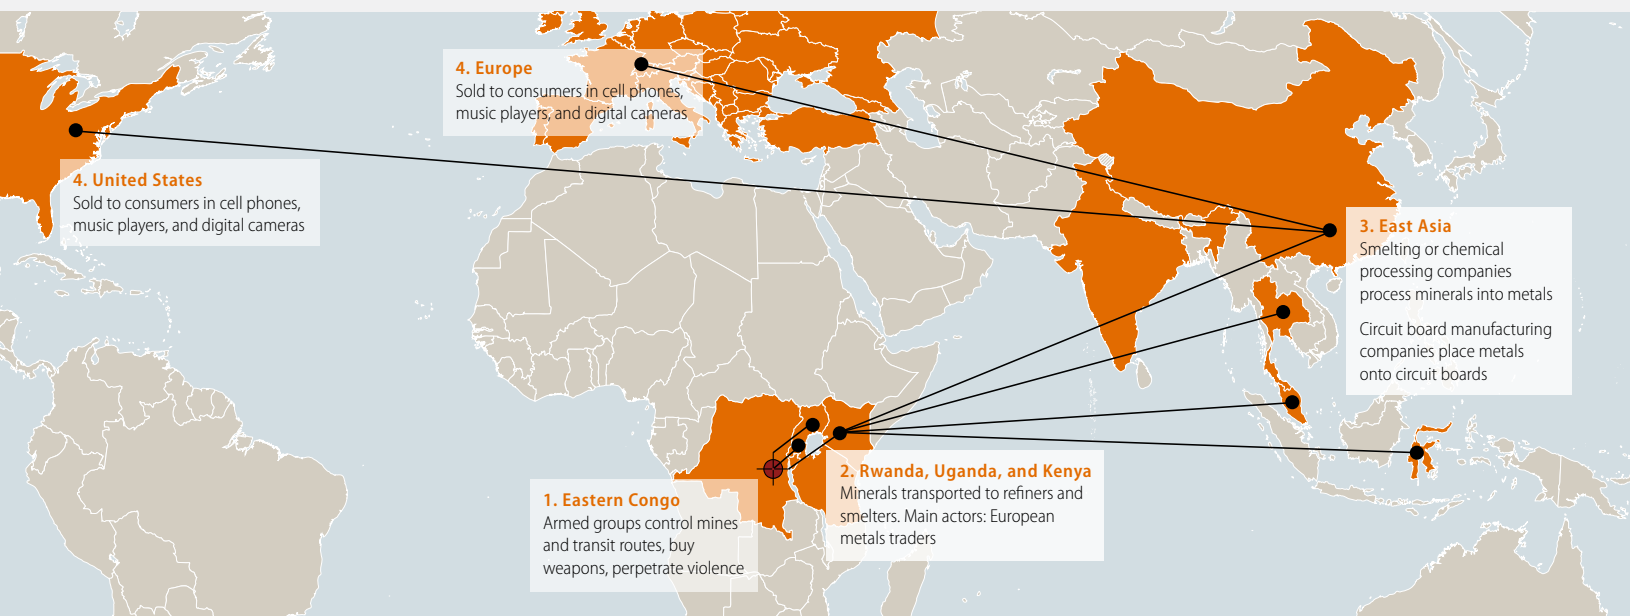 4. Europe
Sold to consumers in cell phones,
music players, and digital cameras
4. United States
Sold to consumers in cell phones,
music players, and digital cameras
3. East Asia
Smelting or chemical
processing companies
process minerals into metals
Circuit board manufacturing
companies place metals
onto circuit boards
2. Rwanda, Uganda, and Kenya
Minerals transported to refiners and
smelters. Main actors: European
metals traders
1. Eastern Congo
Armed groups control mines
and transit routes, buy
weapons, perpetrate violence